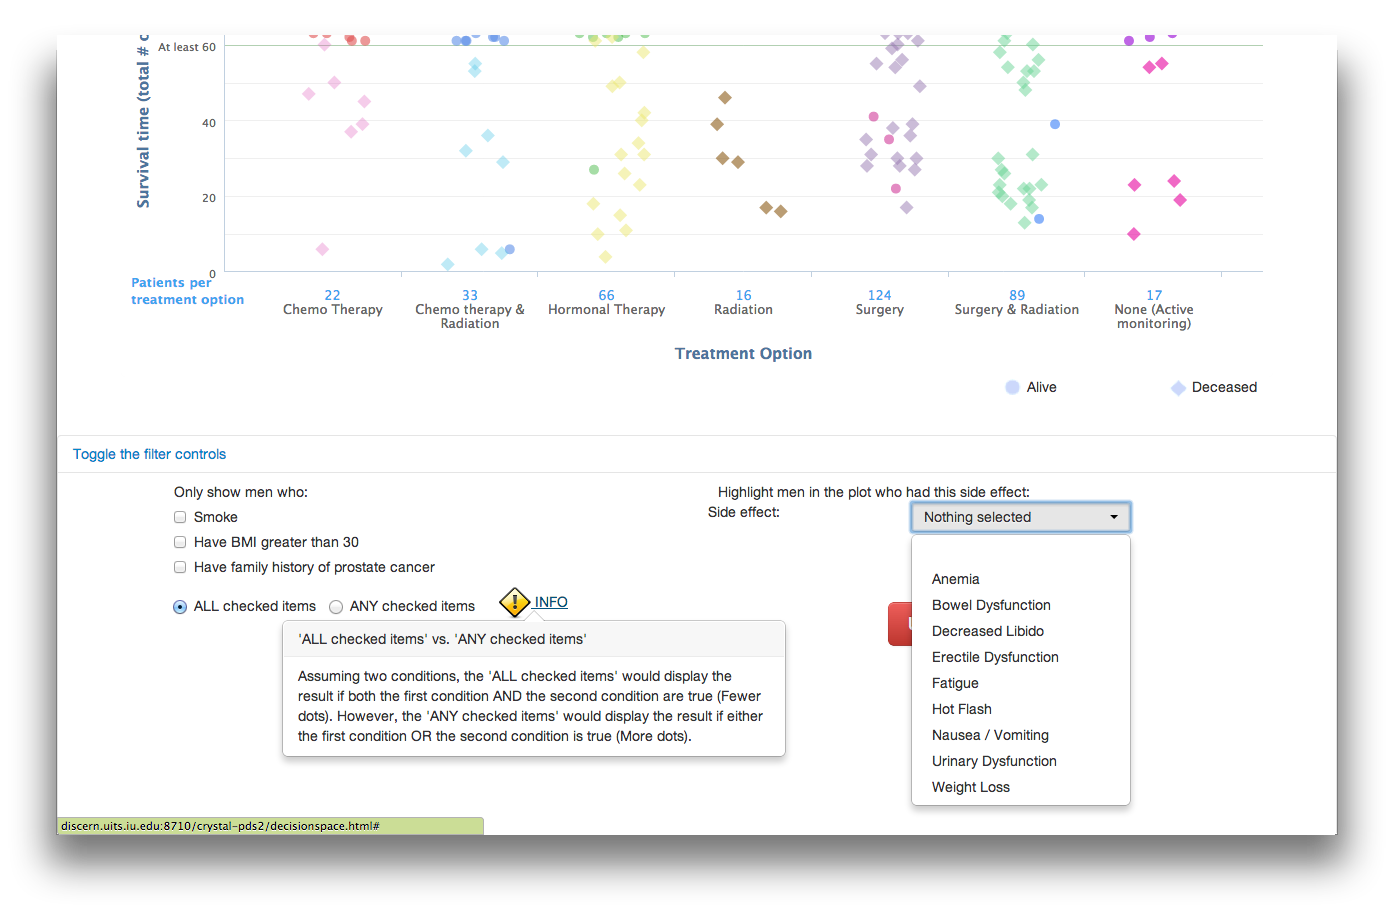 Survival time (total # c
At least 60
40
20
0
Patients per
treatment option
22
Chemo Therapy
33
Chemo therapy &
Radiation
66
Hormonal Therapy
16
Radiation
124
Surgery
89
Surgery & Radiation
17
None (Active
monitoring)
Treatment Option
Alive
Deceased
Toggle the filter controls
Only show men who:
Smoke
Have BMI greater than 30
Have family history of prostate cancer
ALL checked items
ANY checked items
! INFO
'ALL checked items' vs. 'ANY checked items'
Assuming two conditions, the 'ALL checked items' would display the
result if both the first condition AND the second condition are true (Fewer
dots). However, the 'ANY checked items' would display the result if either
the first condition OR the second condition is true (More dots).
Highlight men in the plot who had this side effect:
Side effect:
Nothing selected
Anemia
Bowel Dysfunction
Decreased Libido
Erectile Dysfunction
Fatigue
Hot Flash
Nausea / Vomiting
Urinary Dysfunction
Weight Loss
discern.uits.iu.edu:8710/crystal-pds2/decisionspace.html#